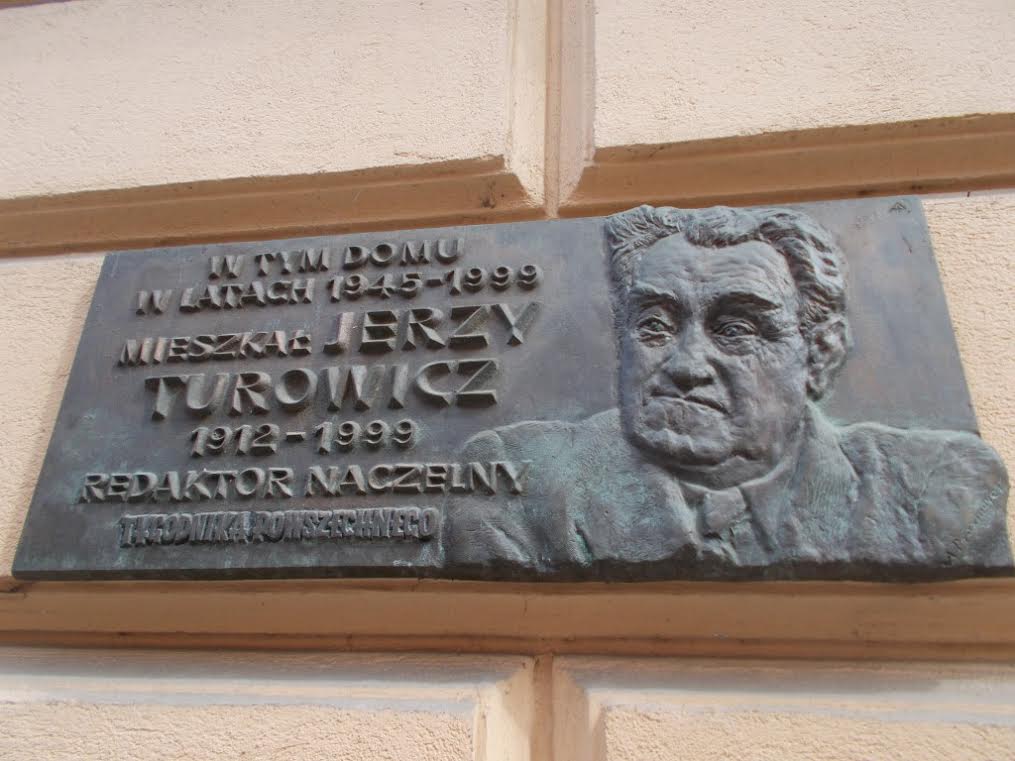 W TYM DOMU
W LATACH 1945-1999
MIESZKAŁ JERZY
TUROWICZ
1912-1999
REDAKTOR NACZELNY
TYGODNIKA POWSZECHNEGO